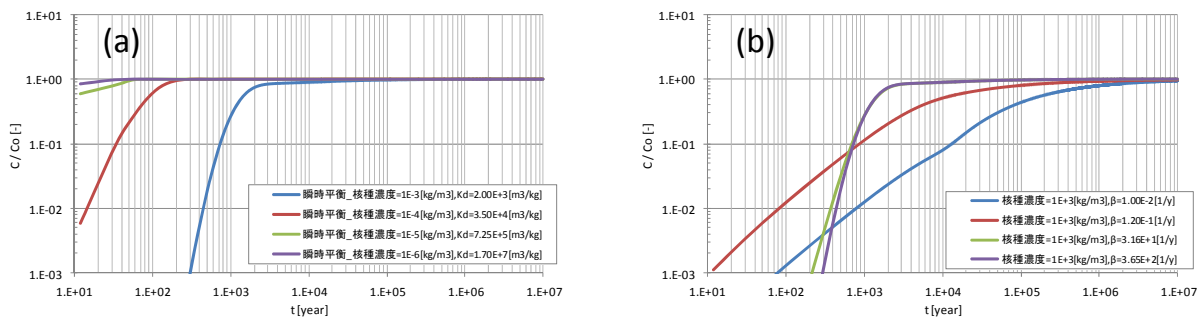 (a)
C / Co [-]
1.E+01
1.E+00
1.E-01
1.E-02
1.E-03
瞬時平衡_核種濃度=1E-3[kg/m3],Kd=2.00E+3[m3/kg]
瞬時平衡_核種濃度=1E-4[kg/m3],Kd=3.50E+4[m3/kg]
瞬時平衡_核種濃度=1E-5[kg/m3],Kd=7.25E+5[m3/kg]
瞬時平衡_核種濃度=1E-6[kg/m3],Kd=1.70E+7[m3/kg]
1.E+01 1.E+02 1.E+03 1.E+04 1.E+05 1.E+06 1.E+07
t [year]
(b)
C / Co [-]
1.E+01
1.E+00
1.E-01
1.E-02
1.E-03
核種濃度=1E+3[kg/m3],β=1.00E-2[1/y]
核種濃度=1E+3[kg/m3],β=1.20E-1[1/y]
核種濃度=1E+3[kg/m3],β=3.16E+1[1/y]
核種濃度=1E+3[kg/m3],β=3.65E+2[1/y]
1.E+01 1.E+02 1.E+03 1.E+04 1.E+05 1.E+06 1.E+07
t [year]